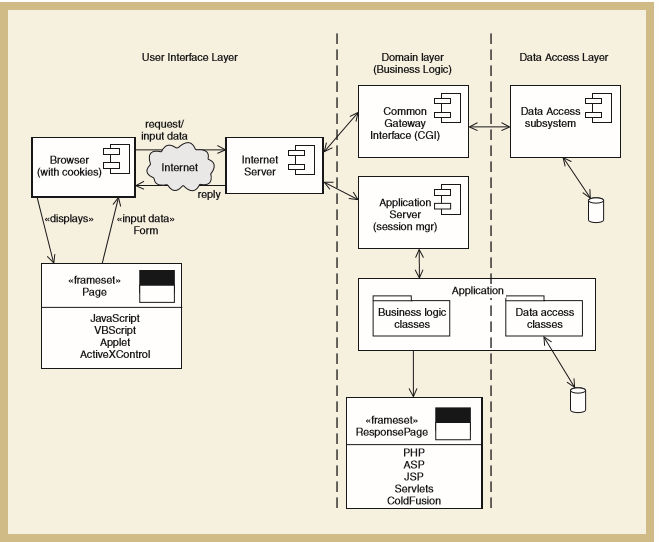 User Interface Layer
Domain layer
(Business Logic)
Data Access Layer
request/
input data
Browser
(with cookies)
Internet
Internet
Server
reply
Common
Gateway
Interface (CGI)
Data Access
subsystem
Application
Server
(session mgr)
«displays»
«input data»
Form
«frameset»
Page
JavaScript
VBScript
Applet
ActiveXControl
Application
Business logic
classes
Data access
classes
«frameset»
ResponsePage
PHP
ASP
JSP
Servlets
ColdFusion